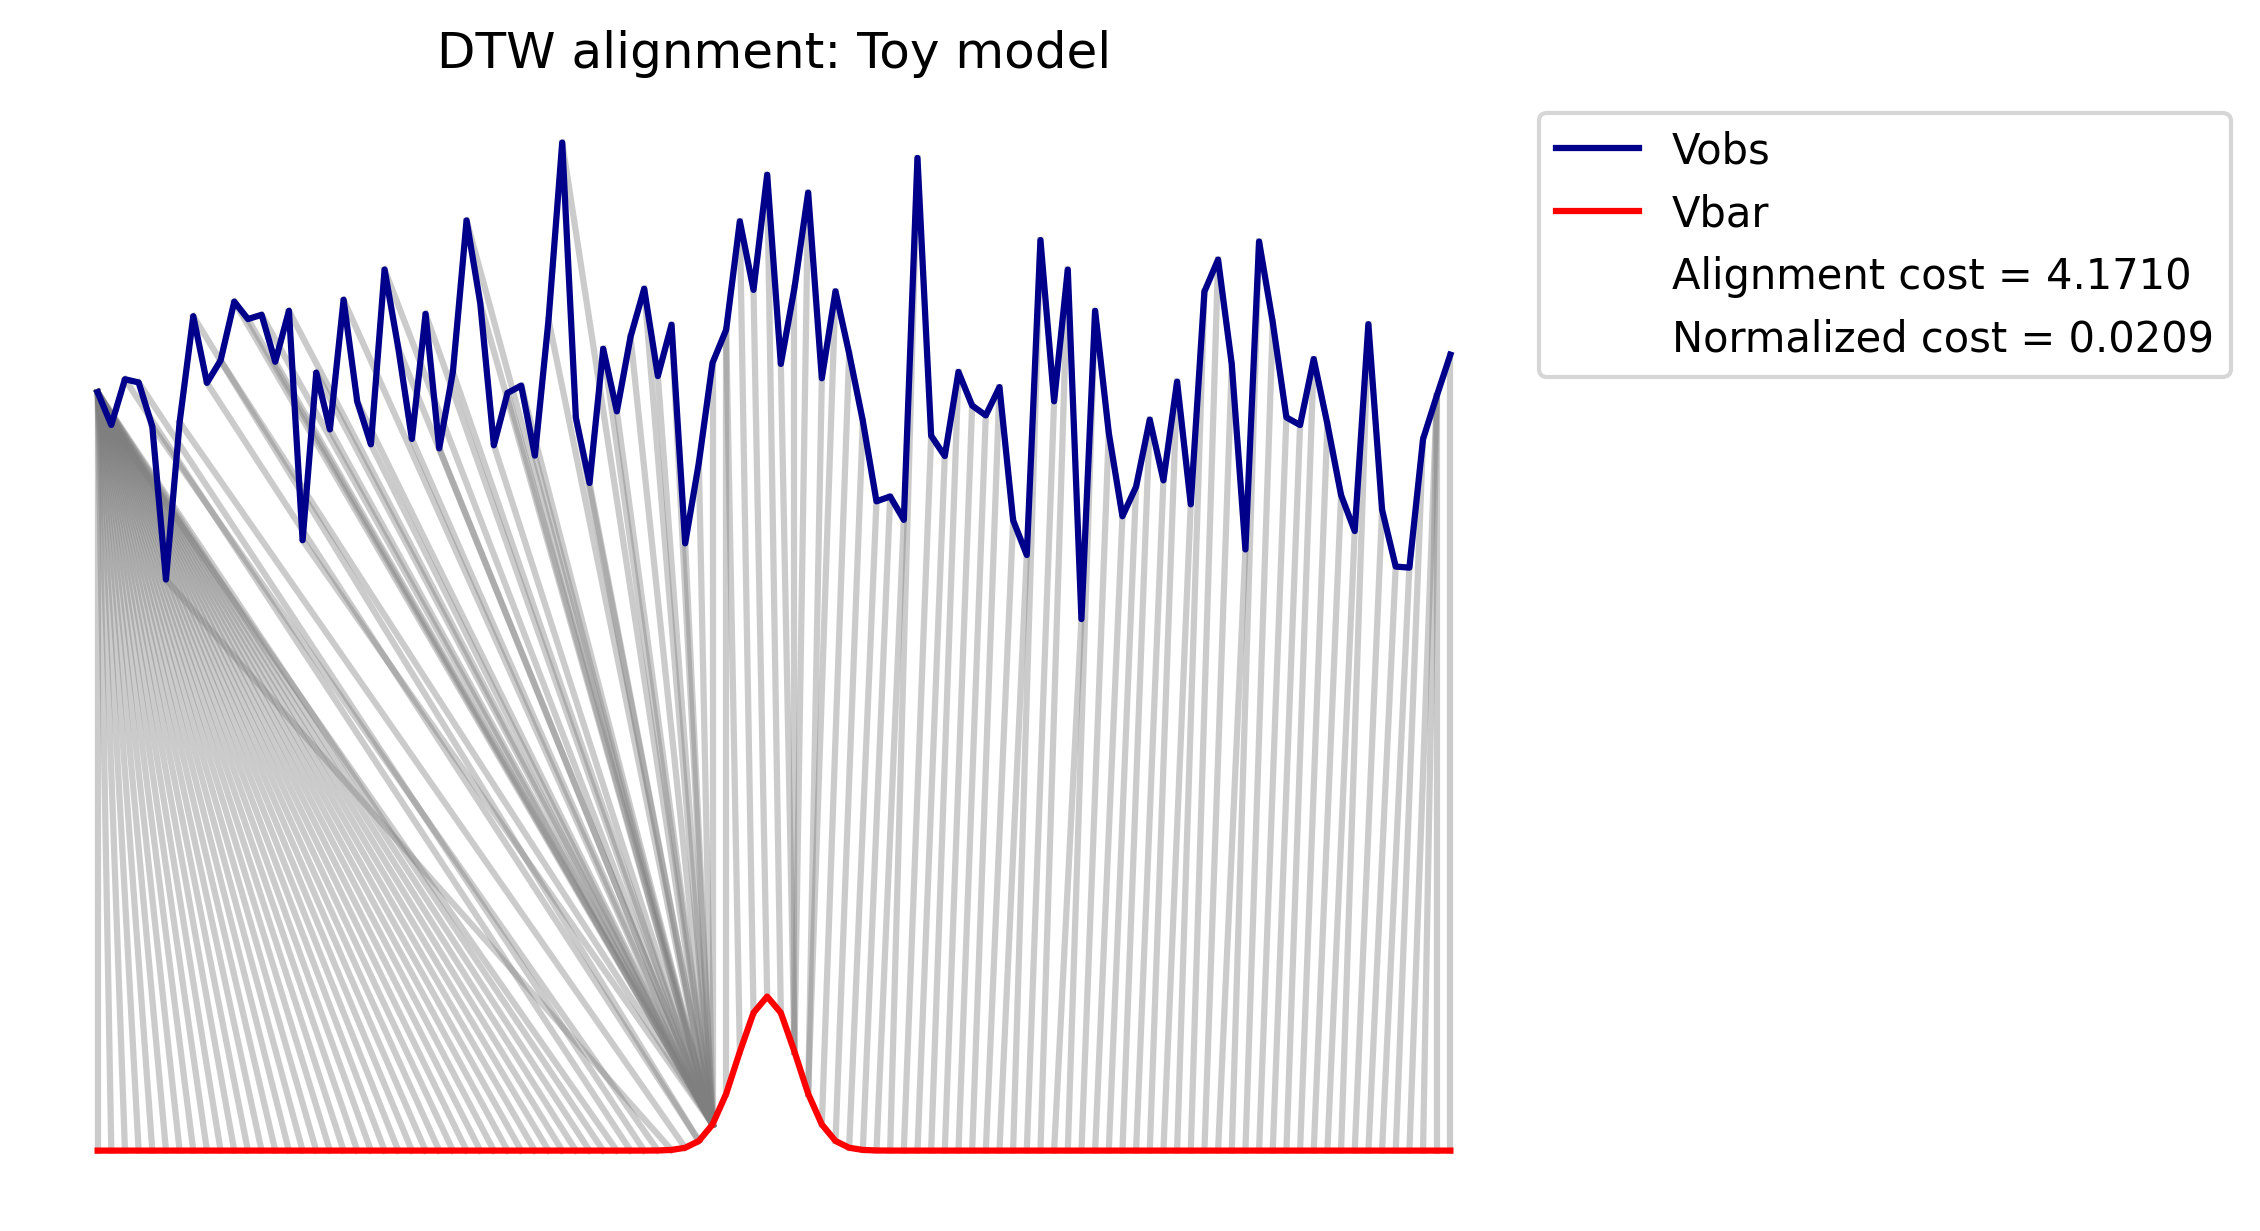 DTW alignment: Toy model
Vobs
Vbar
Alignment cost = 4.1710
Normalized cost = 0.0209